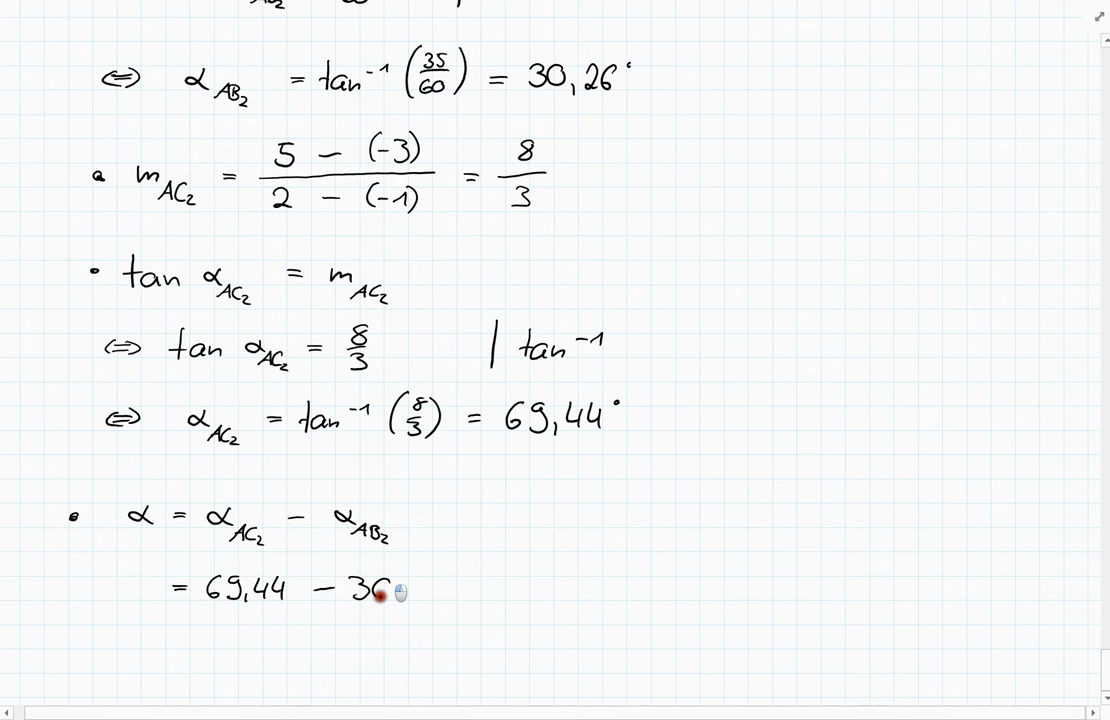 ⇔ α_AB₂ = tan⁻¹ (35/60) = 30,26°
• m_AC₂ = (5 − (−3))/(2 − (−1)) = 8/3
• tan α_AC₂ = m_AC₂
⇔ tan α_AC₂ = 8/3 | tan⁻¹
⇔ α_AC₂ = tan⁻¹ (8/3) = 69,44°
• α = α_AC₂ − α_AB₂
= 69,44 − 3